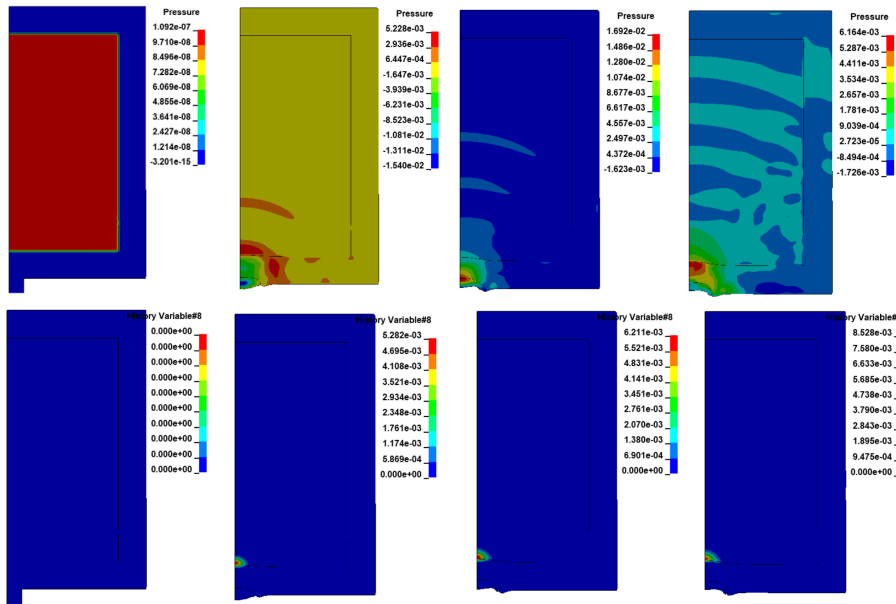 Pressure
1.092e-07
9.710e-08
8.496e-08
7.282e-08
6.069e-08
4.855e-08
3.641e-08
2.427e-08
1.214e-08
-3.201e-15
Pressure
5.228e-03
2.936e-03
6.447e-04
-1.647e-03
-3.939e-03
-6.231e-03
-8.523e-03
-1.081e-02
-1.311e-02
-1.540e-02
Pressure
1.692e-02
1.486e-02
1.280e-02
1.074e-02
8.677e-03
6.617e-03
4.557e-03
2.497e-03
4.372e-04
-1.623e-03
Pressure
6.164e-03
5.287e-03
4.411e-03
3.534e-03
2.657e-03
1.781e-03
9.039e-04
2.723e-05
-8.494e-04
-1.726e-03
History Variable#8
0.000e+00
0.000e+00
0.000e+00
0.000e+00
0.000e+00
0.000e+00
0.000e+00
0.000e+00
0.000e+00
0.000e+00
History Variable#8
5.282e-03
4.695e-03
4.108e-03
3.521e-03
2.934e-03
2.348e-03
1.761e-03
1.174e-03
5.869e-04
0.000e+00
History Variable#8
6.211e-03
5.521e-03
4.831e-03
4.141e-03
3.451e-03
2.761e-03
2.070e-03
1.380e-03
6.901e-04
0.000e+00
History Variable#
8.528e-03
7.580e-03
6.633e-03
5.685e-03
4.738e-03
3.790e-03
2.843e-03
1.895e-03
9.475e-04
0.000e+00